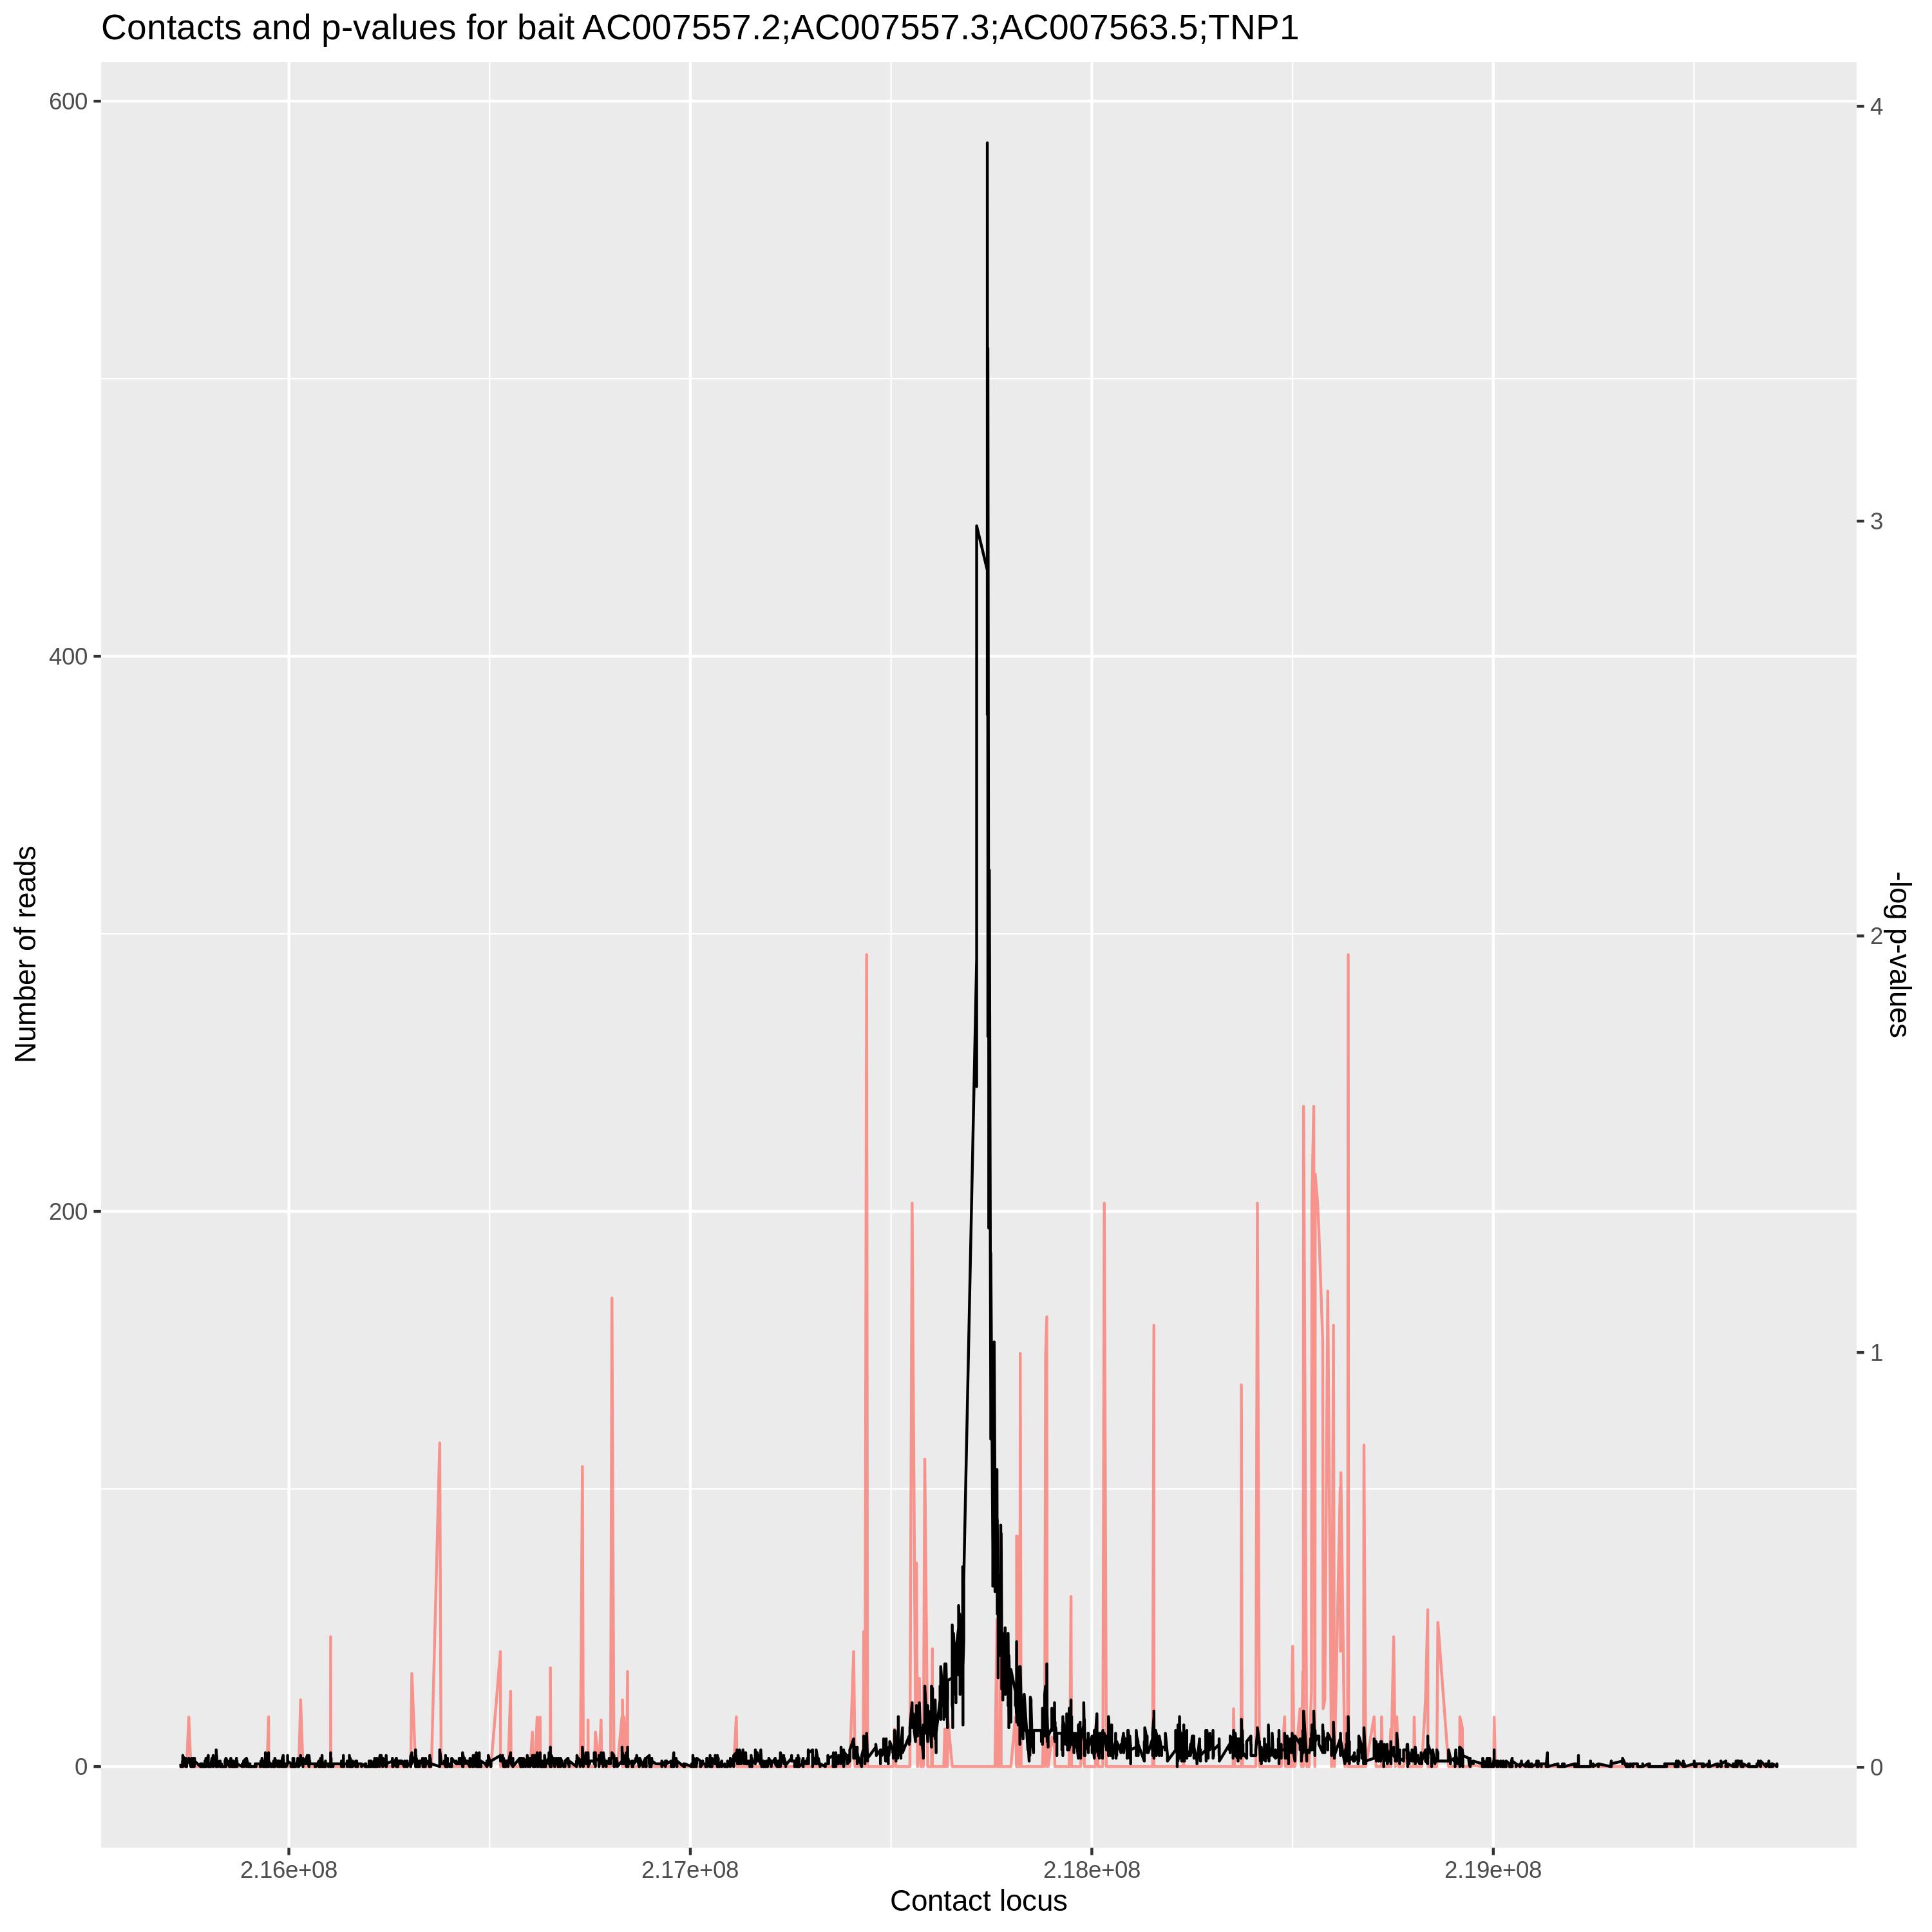 Contacts and p-values for bait AC007557.2;AC007557.3;AC007563.5;TNP1
600
400
200
0
Number of reads
4
3
2
1
0
-log p-values
2.16e+08
2.17e+08
2.18e+08
2.19e+08
Contact locus